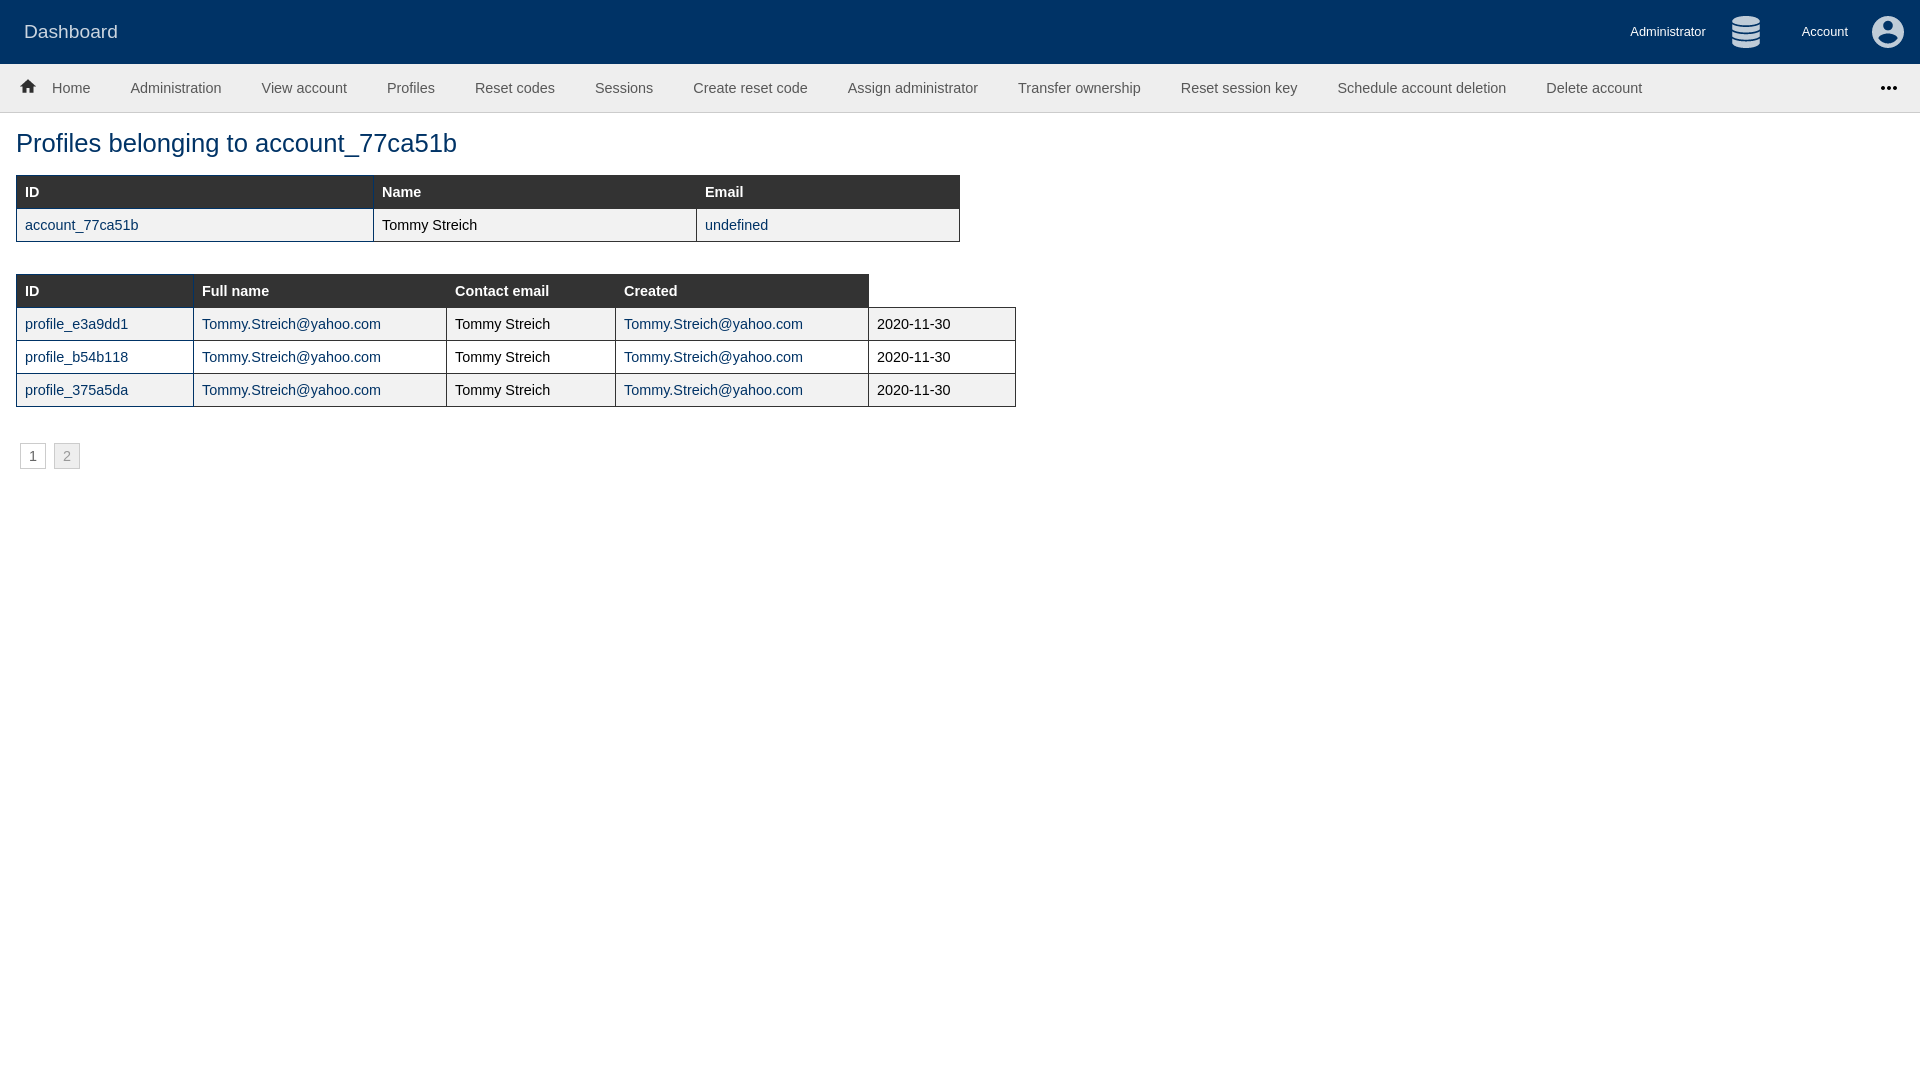 Dashboard Administrator Account
Home Administration View account Profiles Reset codes Sessions Create reset code Assign administrator Transfer ownership Reset session key Schedule account deletion Delete account
Profiles belonging to account_77ca51b
ID Name Email
account_77ca51b Tommy Streich undefined
ID Full name Contact email Created
profile_e3a9dd1 Tommy.Streich@yahoo.com Tommy Streich Tommy.Streich@yahoo.com 2020-11-30
profile_b54b118 Tommy.Streich@yahoo.com Tommy Streich Tommy.Streich@yahoo.com 2020-11-30
profile_375a5da Tommy.Streich@yahoo.com Tommy Streich Tommy.Streich@yahoo.com 2020-11-30
1 2